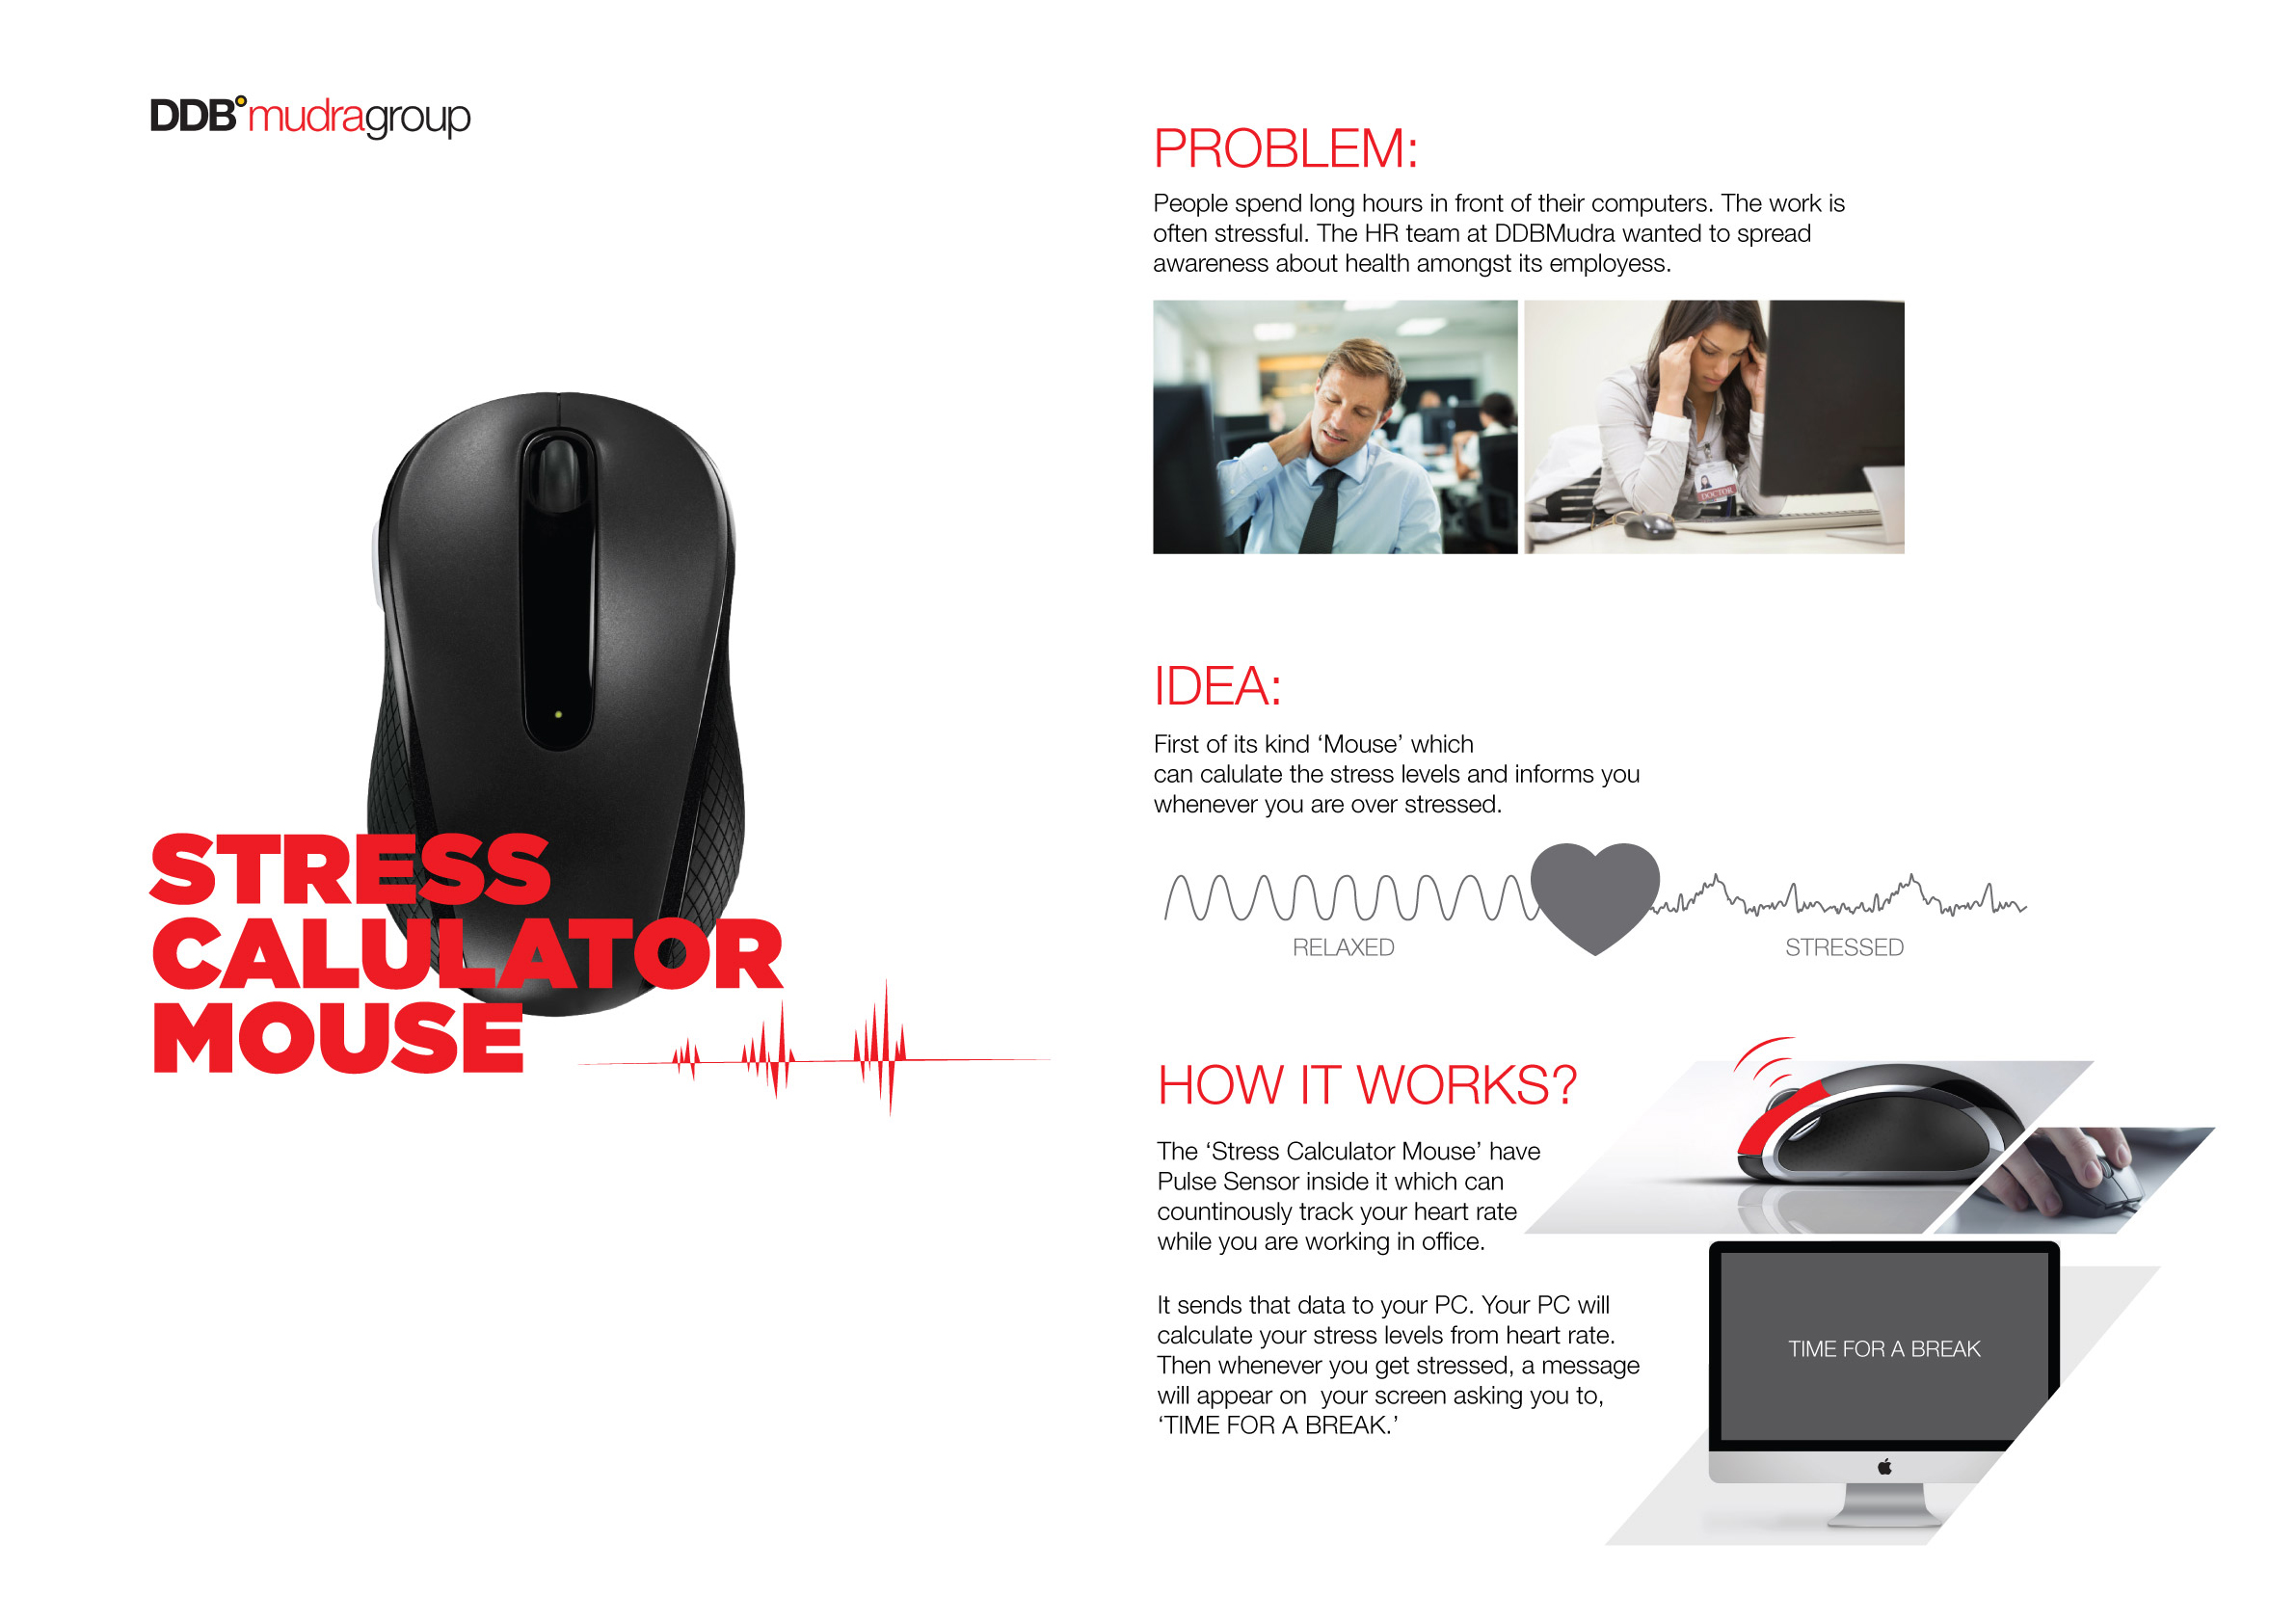 DDB mudragroup
STRESS
CALULATOR
MOUSE
PROBLEM:
People spend long hours in front of their computers. The work is
often stressful. The HR team at DDBMudra wanted to spread
awareness about health amongst its employess.
DOCTOR
IDEA:
First of its kind ‘Mouse’ which
can calulate the stress levels and informs you
whenever you are over stressed.
RELAXED
STRESSED
HOW IT WORKS?
The ‘Stress Calculator Mouse’ have
Pulse Sensor inside it which can
countinously track your heart rate
while you are working in office.
It sends that data to your PC. Your PC will
calculate your stress levels from heart rate.
Then whenever you get stressed, a message
will appear on  your screen asking you to,
‘TIME FOR A BREAK.’
TIME FOR A BREAK